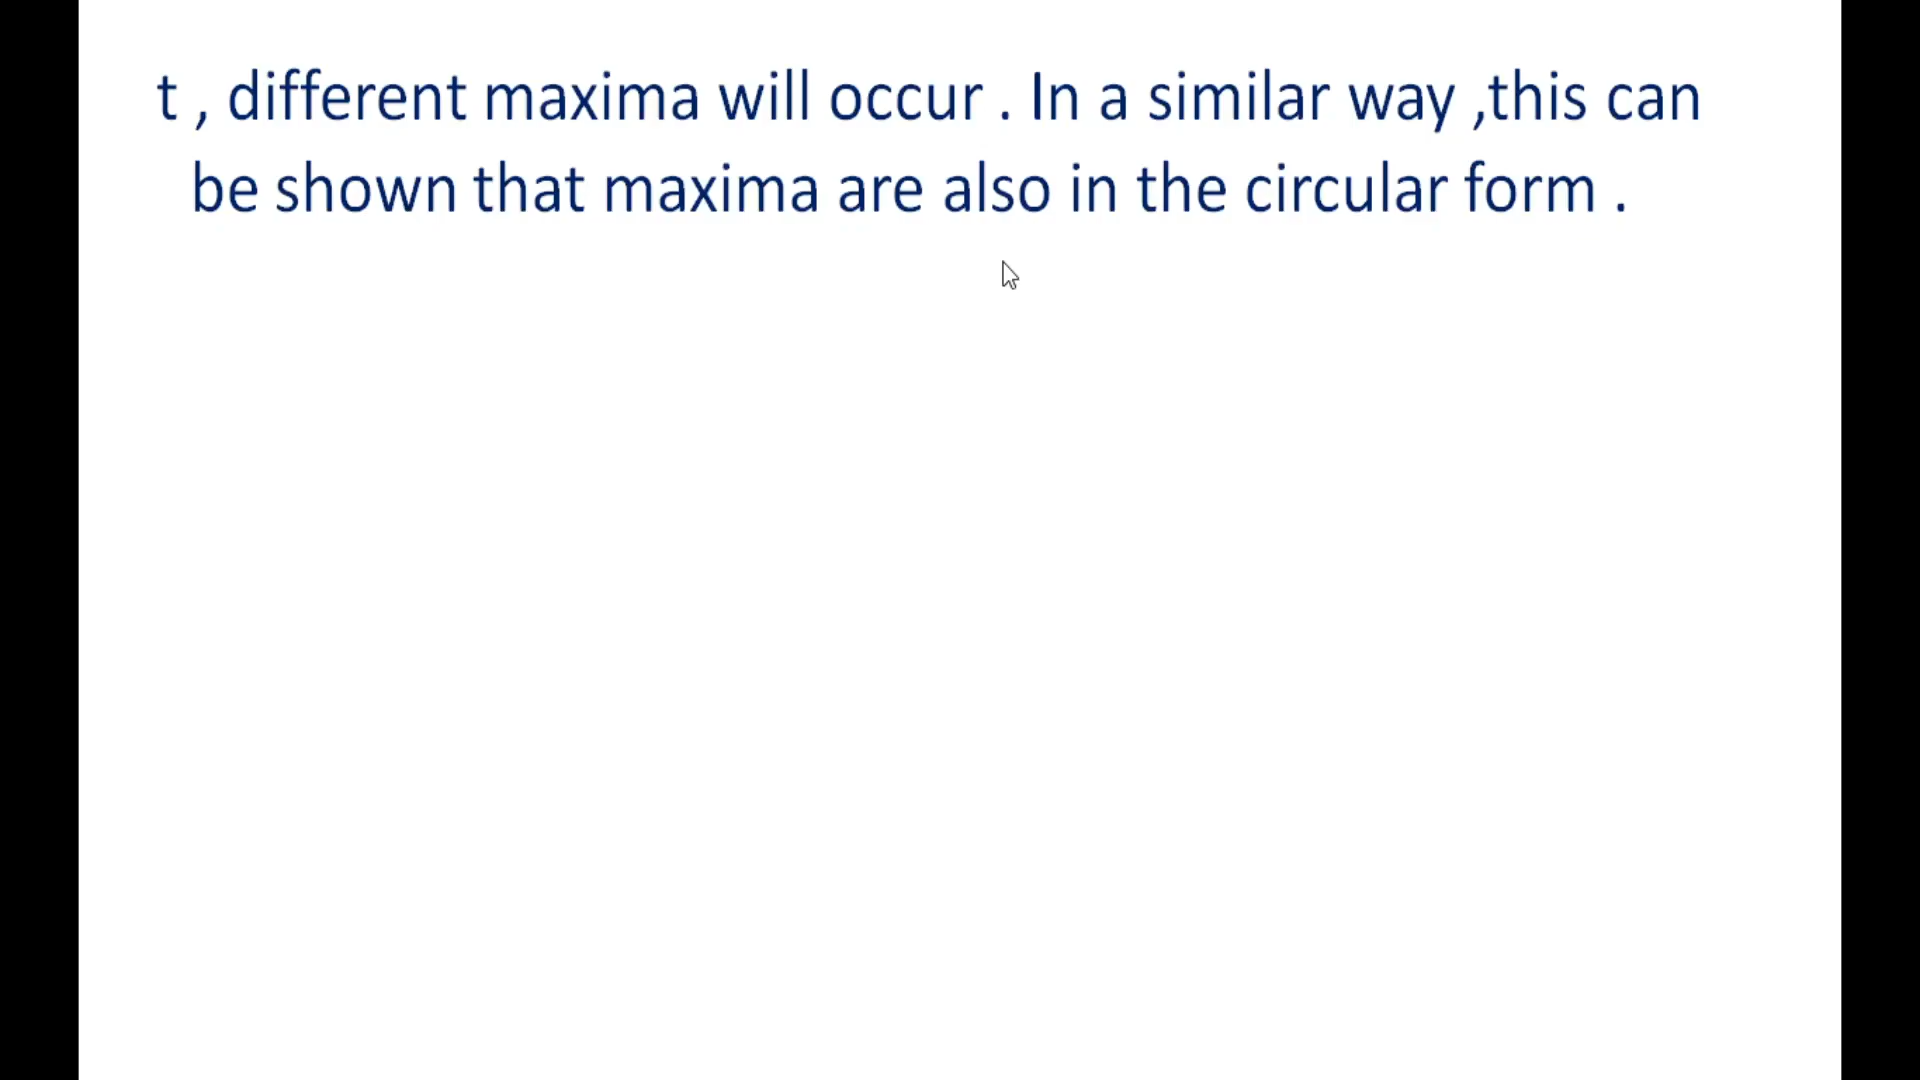 t , different maxima will occur . In a similar way ,this can
be shown that maxima are also in the circular form .